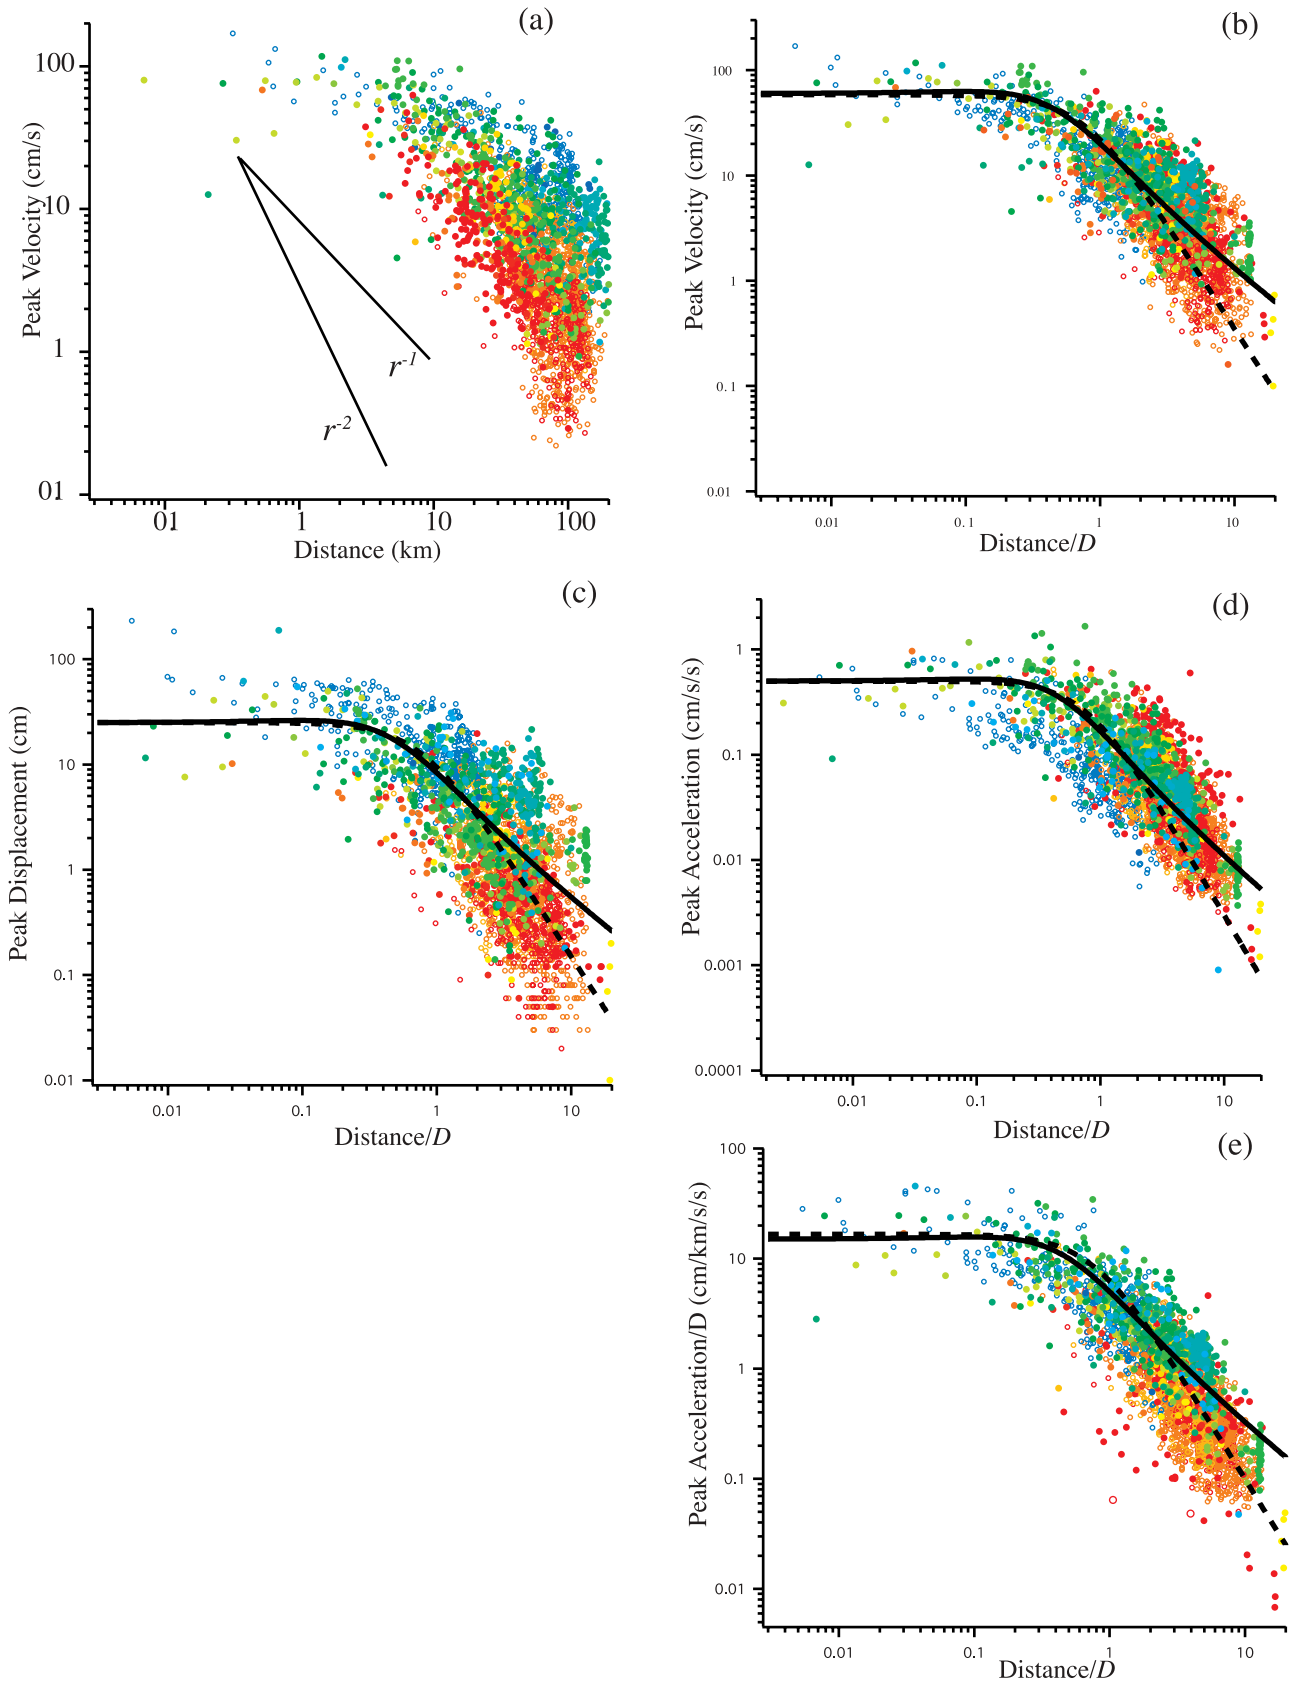 (a)
100
10
1
01
.
Peak Velocity (cm/s)
r-1
r-2
01
.
1
10
100
Distance (km)
(b)
100
10
1
0.1
0.01
Peak Velocity (cm/s)
0.01
0.1
1
10
Distance/D
(c)
100
10
1
0.1
0.01
Peak Displacement (cm)
0.01
0.1
1
10
Distance/D
(d)
1
0.1
0.01
0.001
0.0001
Peak Acceleration (cm/s/s)
0.01
0.1
1
10
Distance/D
(e)
100
10
1
0.1
0.01
Peak Acceleration/D (cm/km/s/s)
0.01
0.1
1
10
Distance/D